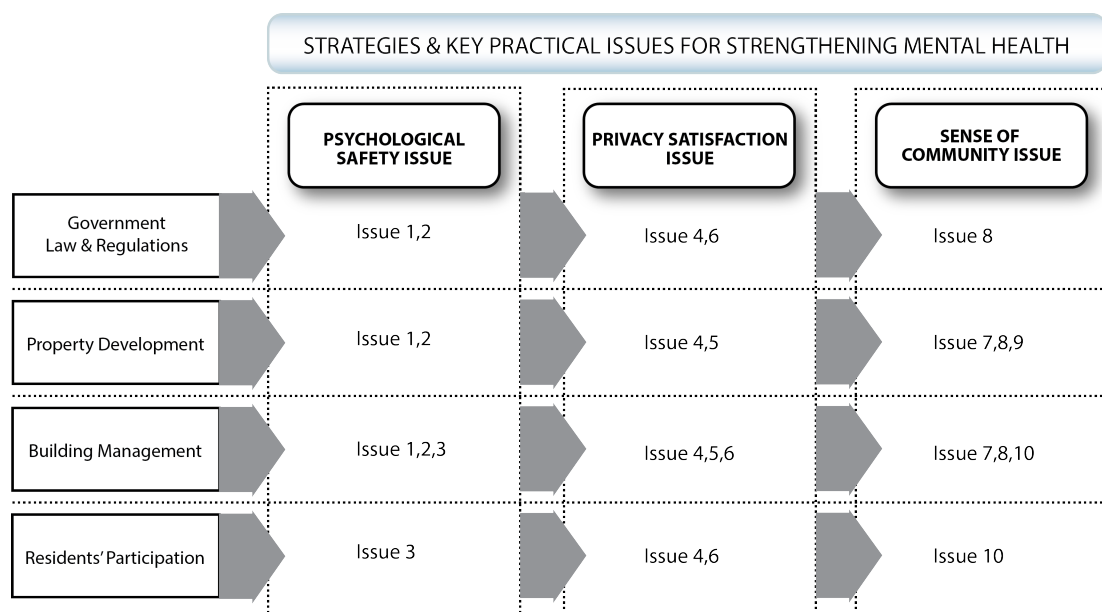 STRATEGIES & KEY PRACTICAL ISSUES FOR STRENGTHENING MENTAL HEALTH
PSYCHOLOGICAL
SAFETY ISSUE
PRIVACY SATISFACTION
ISSUE
SENSE OF
COMMUNITY ISSUE
Government
Law & Regulations
Issue 1,2
Issue 4,6
Issue 8
Property Development
Issue 1,2
Issue 4,5
Issue 7,8,9
Building Management
Issue 1,2,3
Issue 4,5,6
Issue 7,8,10
Residents' Participation
Issue 3
Issue 4,6
Issue 10